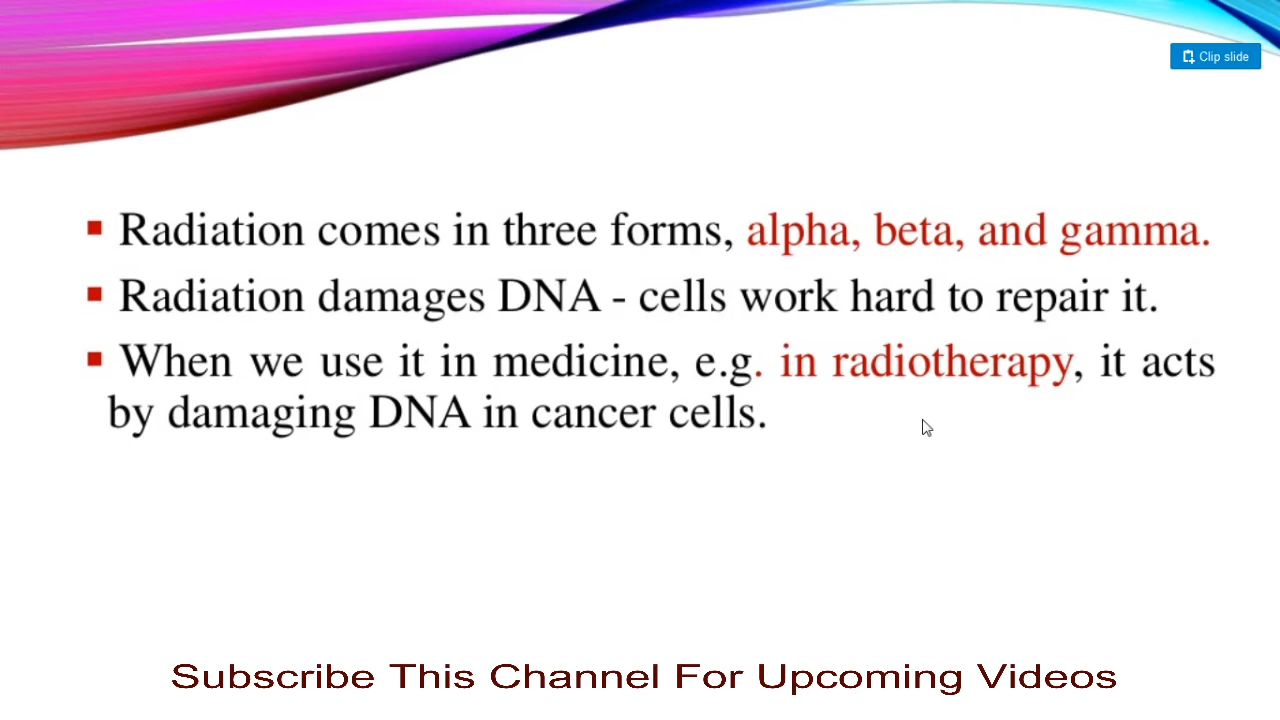 Clip slide
▪ Radiation comes in three forms, alpha, beta, and gamma.
▪ Radiation damages DNA - cells work hard to repair it.
▪ When we use it in medicine, e.g. in radiotherapy, it acts
by damaging DNA in cancer cells.
Subscribe This Channel For Upcoming Videos